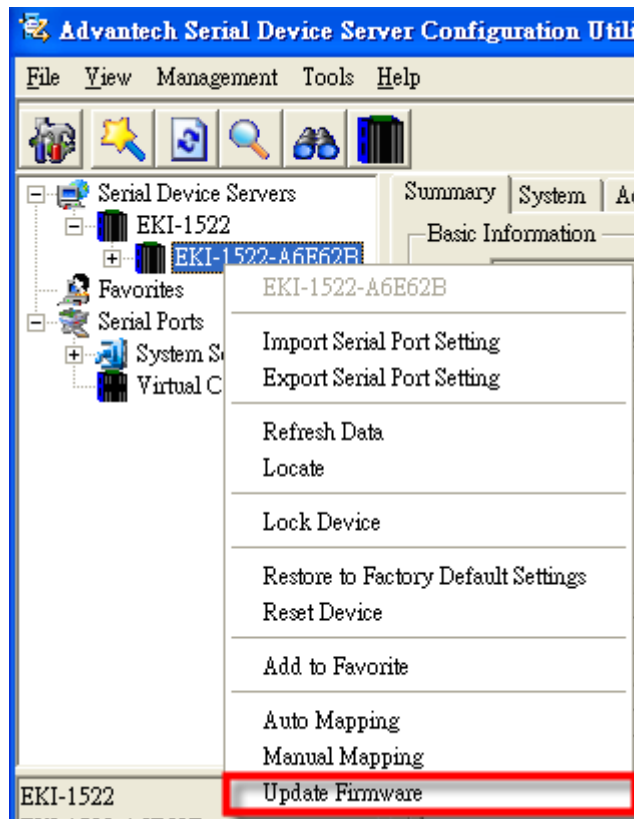 Advantech Serial Device Server Configuration Utili
File View Management Tools Help
Serial Device Servers
EKI-1522
EKI-1522-A6E62B
Favorites
Serial Ports
System S
Virtual C
Summary System A
Basic Information
EKI-1522-A6E62B
Import Serial Port Setting
Export Serial Port Setting
Refresh Data
Locate
Lock Device
Restore to Factory Default Settings
Reset Device
Add to Favorite
Auto Mapping
Manual Mapping
Update Firmware
EKI-1522